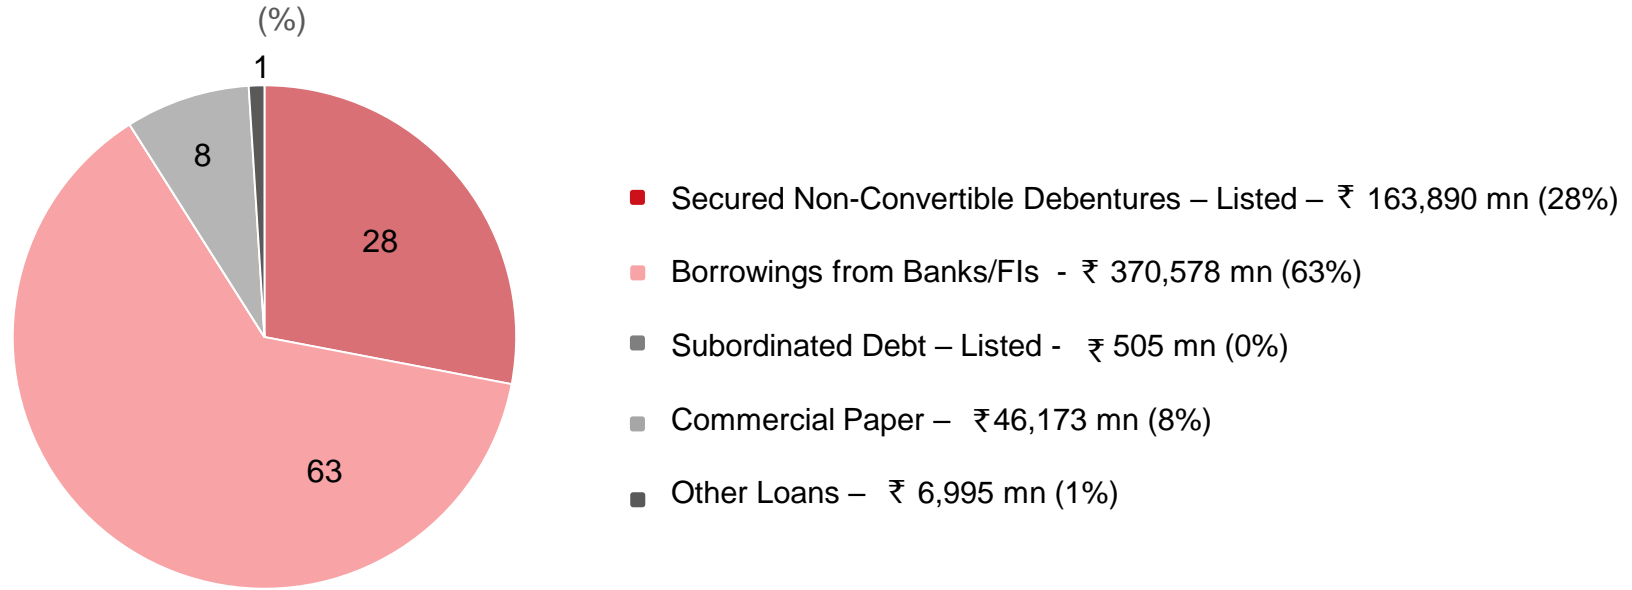 (%)
1
8
28
63
Secured Non-Convertible Debentures – Listed – ₹ 163,890 mn (28%)
Borrowings from Banks/FIs - ₹ 370,578 mn (63%)
Subordinated Debt – Listed - ₹ 505 mn (0%)
Commercial Paper – ₹46,173 mn (8%)
Other Loans – ₹ 6,995 mn (1%)